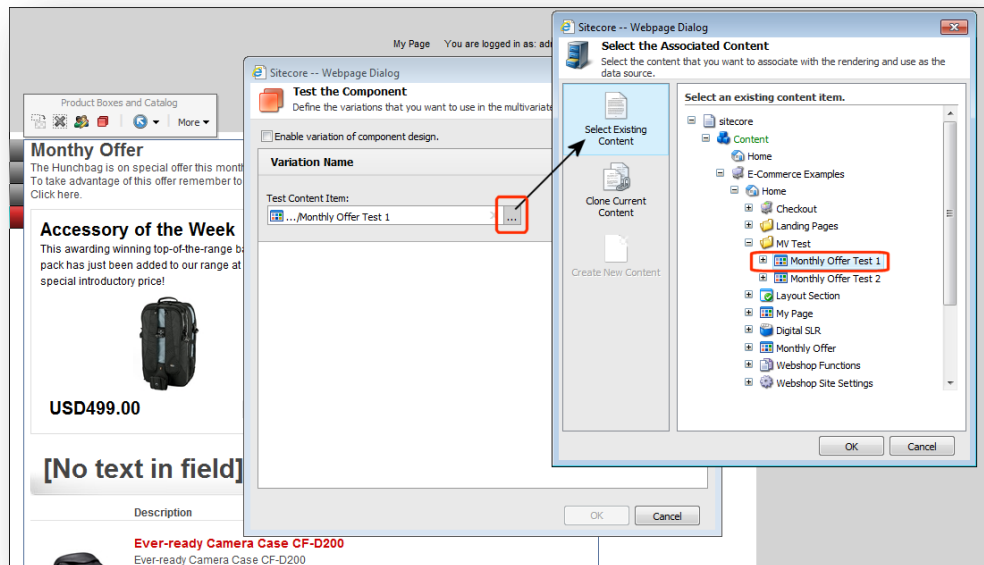 My Page You are logged in as:
Product Boxes and Catalog
More
Monthy Offer
The Hunchbag is on special offer this
To take advantage of this offer remember to
Click here.
Accessory of the Week
This awarding winning top-of-the-range
pack has just been added to our range at
special introductory price!
USD499.00
[No text in field]
Description
Ever-ready Camera Case CF-D200
Ever-ready Camera Case CF-D200
Sitecore -- Webpage Dialog
Test the Component
Define the variations that you want to use in the multivariate
Enable variation of component design.
Variation Name
Test Content Item:
.../Monthly Offer Test 1
...
OK Cancel
Sitecore -- Webpage Dialog
Select the Associated Content
Select the content that you want to associate with the rendering and use as the
data source.
Select Existing
Content
Clone Current
Content
Create New Content
Select an existing content item.
sitecore
Content
Home
E-Commerce Examples
Home
Checkout
Landing Pages
MV Test
Monthly Offer Test 1
Monthly Offer Test 2
Layout Section
My Page
Digital SLR
Monthly Offer
Webshop Functions
Webshop Site Settings
OK Cancel